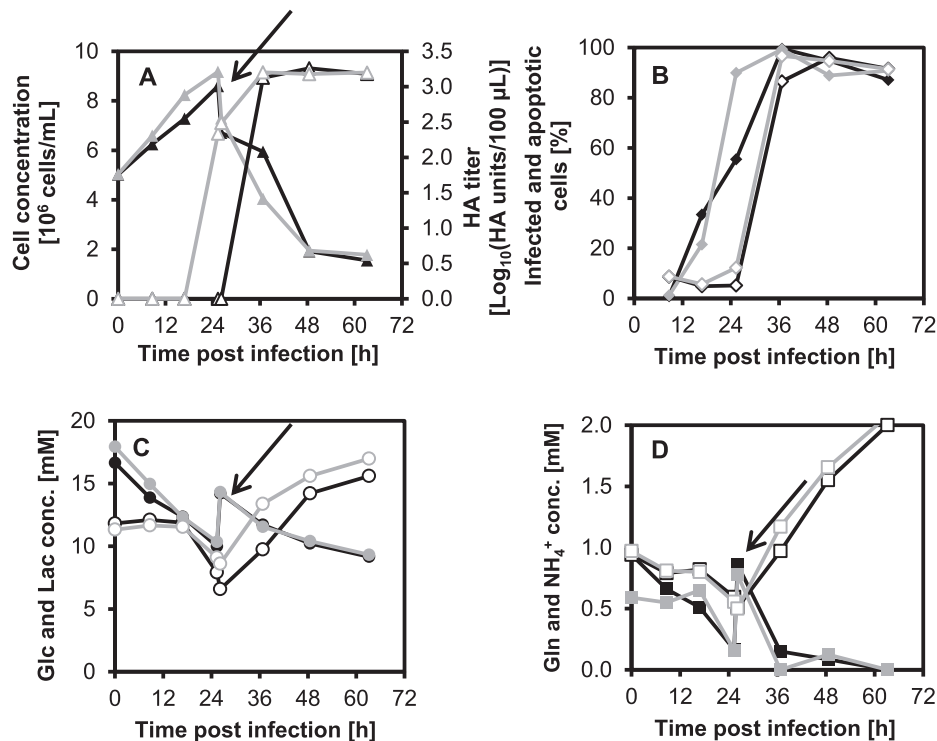 A
Cell concentration
[10⁶ cells/mL]
10
8
6
4
2
0
3.5
3.0
2.5
2.0
1.5
1.0
0.5
0.0
HA titer
[Log₁₀(HA units/100 µL)]
0 12 24 36 48 60 72
Time post infection [h]
B
Infected and apoptotic
cells [%]
100
80
60
40
20
0
0 12 24 36 48 60 72
Time post infection [h]
C
Glc and Lac conc. [mM]
20
15
10
5
0
0 12 24 36 48 60 72
Time post infection [h]
D
Gln and NH₄⁺ conc. [mM]
2.0
1.5
1.0
0.5
0.0
0 12 24 36 48 60 72
Time post infection [h]